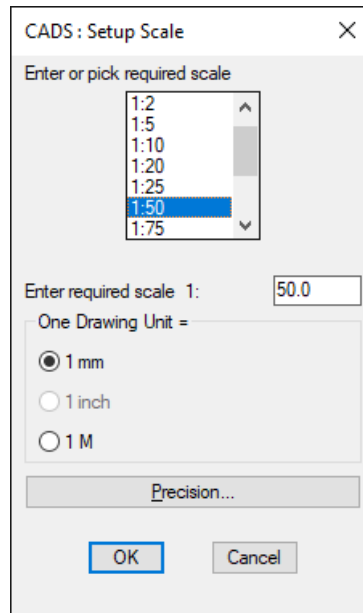 CADS : Setup Scale
Enter or pick required scale
1:2
1:5
1:10
1:20
1:25
1:50
1:75
Enter required scale 1: 50.0
One Drawing Unit =
1 mm
1 inch
1 M
Precision...
OK Cancel